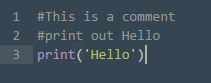 1 #This is a comment
2 #print out Hello
3 print('Hello')